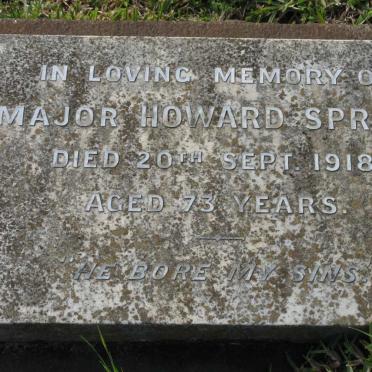 IN LOVING MEMORY O
MAJOR HOWARD SPR
DIED 20TH SEPT. 1918
AGED 73 YEARS.
"HE BORE MY SINS."